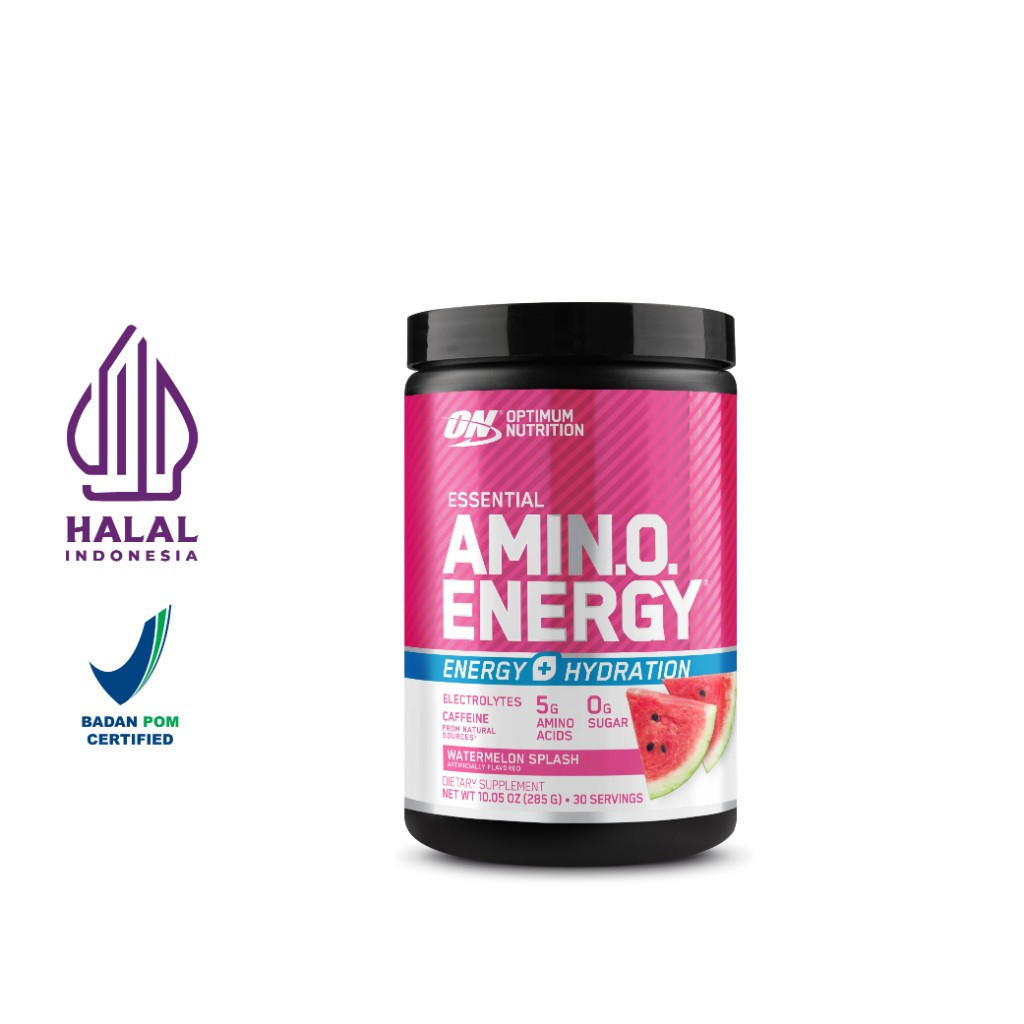 HALAL
INDONESIA
BADAN POM
CERTIFIED
ON® OPTIMUM
NUTRITION
ESSENTIAL
AMIN.O.
ENERGY
ENERGY + HYDRATION
ELECTROLYTES
CAFFEINE
FROM NATURAL
SOURCES
5G
AMINO
ACIDS
0G
SUGAR
WATERMELON SPLASH
ARTIFICIALLY FLAVORED
DIETARY SUPPLEMENT
NET WT 10.05 OZ (285 G) • 30 SERVINGS